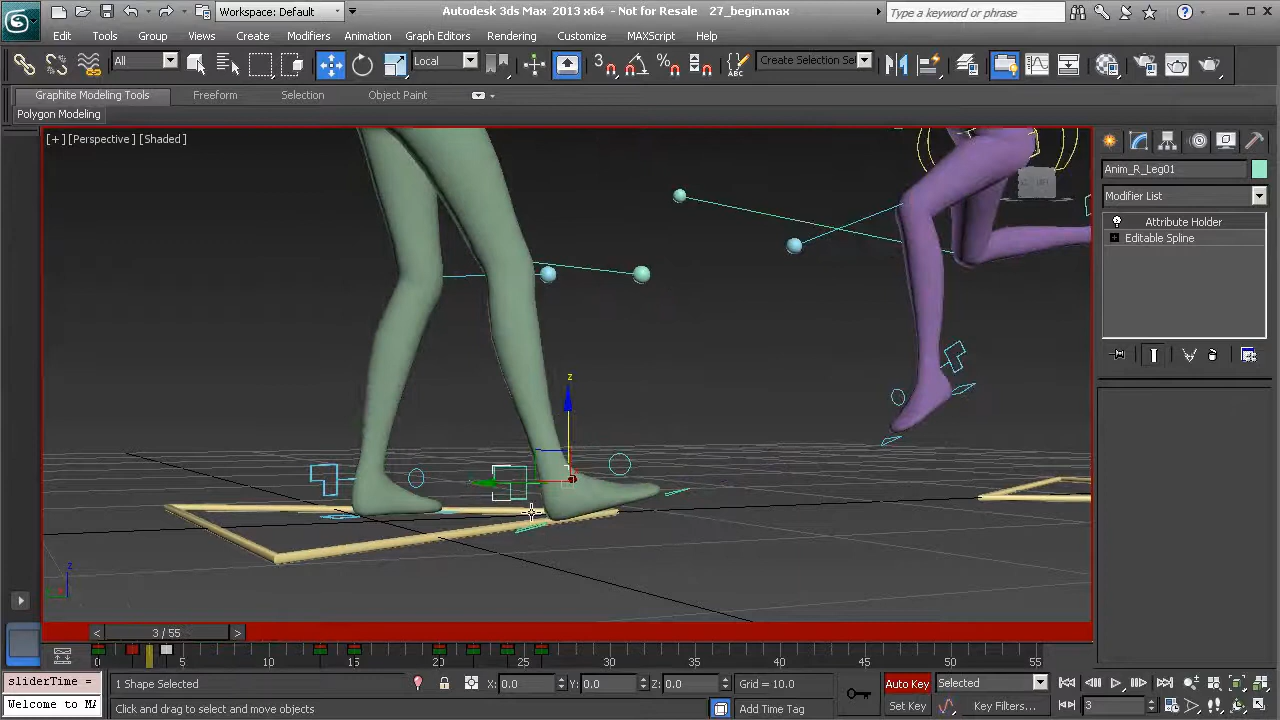 Workspace: Default
Autodesk 3ds Max 2013 x64 - Not for Resale 27_begin.max
Type a keyword or phrase
Edit Tools Group Views Create Modifiers Animation Graph Editors Rendering Customize MAXScript Help
All
Local
Create Selection Se
Graphite Modeling Tools Freeform Selection Object Paint
Polygon Modeling
[+] [Perspective] [Shaded]
Anim_R_Leg01
Modifier List
Attribute Holder
Editable Spline
z
z
< 3 / 55 >
0 5 10 15 20 25 30 35 40 45 50 55
sliderTime =
1 Shape Selected
X: 0.0 Y: 0.0 Z: 0.0
Grid = 10.0
Auto Key
Selected
Welcome to MA
Click and drag to select and move objects
Add Time Tag
Set Key
Key Filters...
3